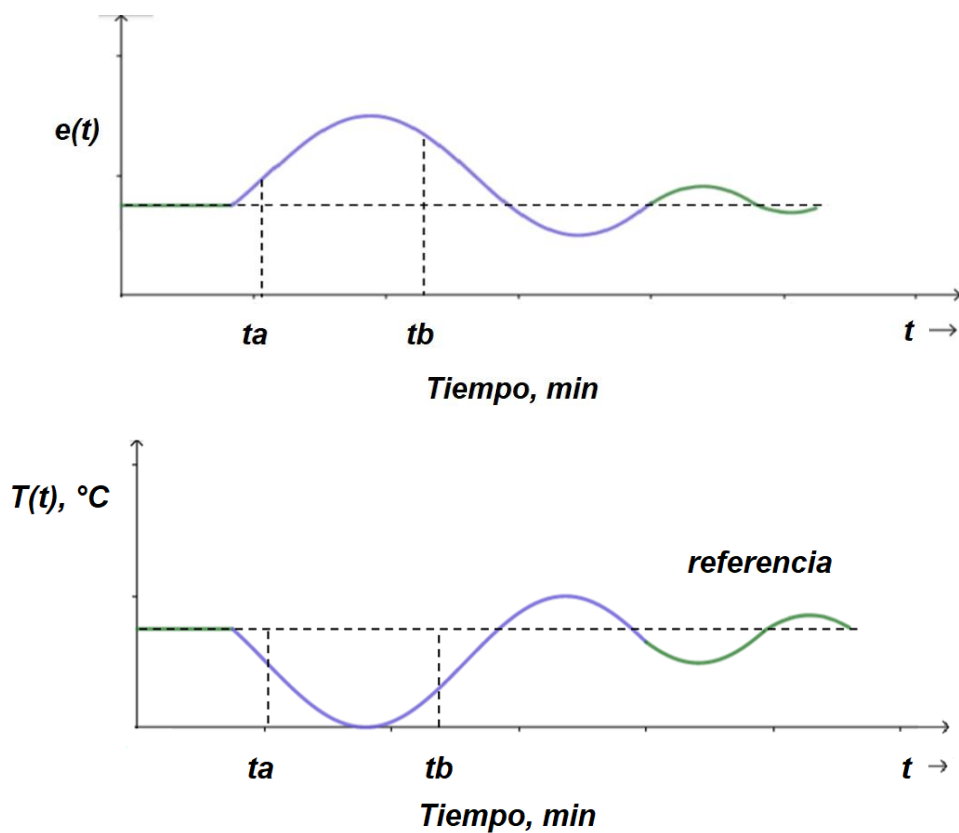 e(t)
ta
tb
t →
Tiempo, min
T(t), °C
referencia
ta
tb
t →
Tiempo, min